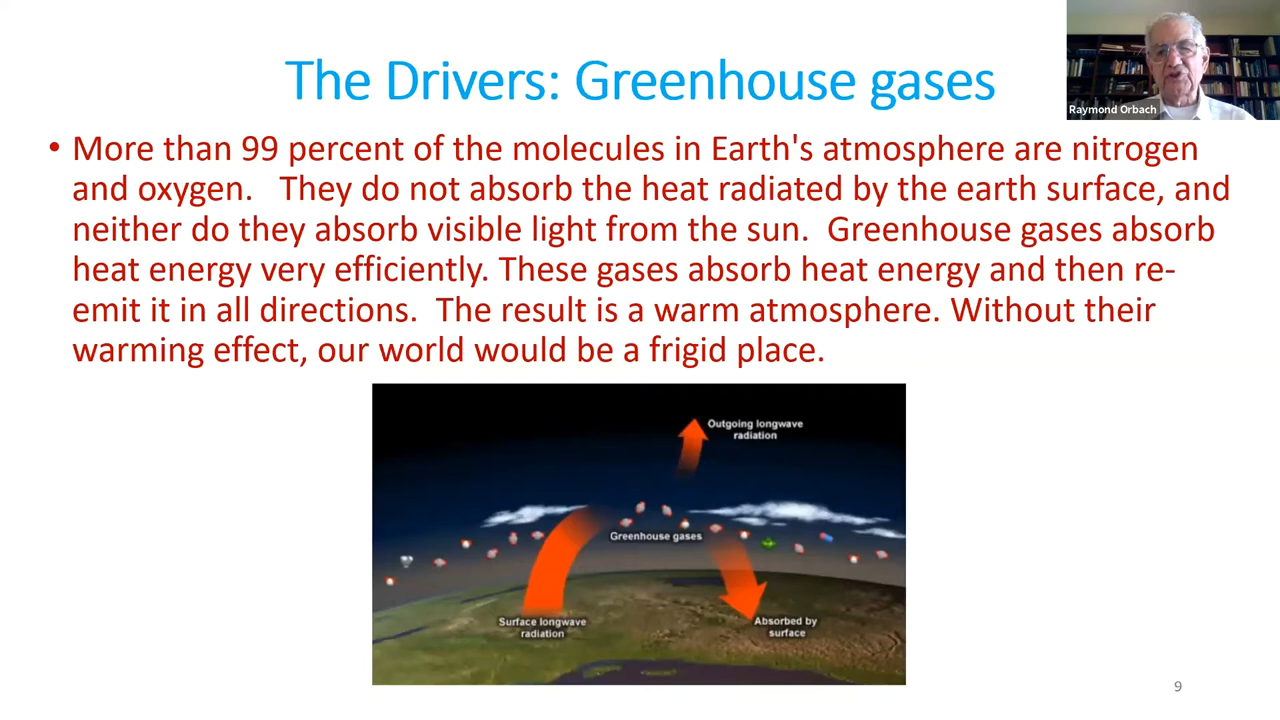 The Drivers: Greenhouse gases
Raymond Orbach
• More than 99 percent of the molecules in Earth's atmosphere are nitrogen
and oxygen. They do not absorb the heat radiated by the earth surface, and
neither do they absorb visible light from the sun. Greenhouse gases absorb
heat energy very efficiently. These gases absorb heat energy and then re-
emit it in all directions. The result is a warm atmosphere. Without their
warming effect, our world would be a frigid place.
Outgoing longwave
radiation
Greenhouse gases
Surface longwave
radiation
Absorbed by
surface
9